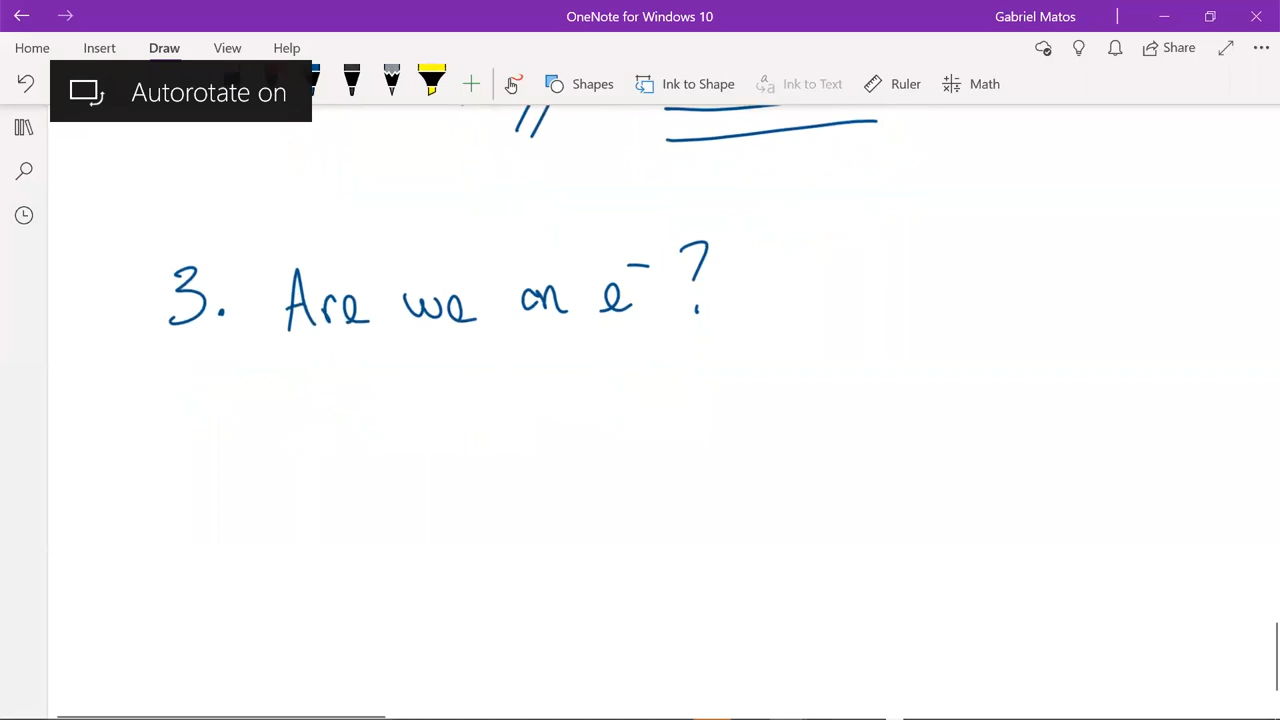 OneNote for Windows 10
Gabriel Matos
Home Insert Draw View Help
Share
Autorotate on
Shapes Ink to Shape Ink to Text Ruler Math
3. Are we on e⁻ ?